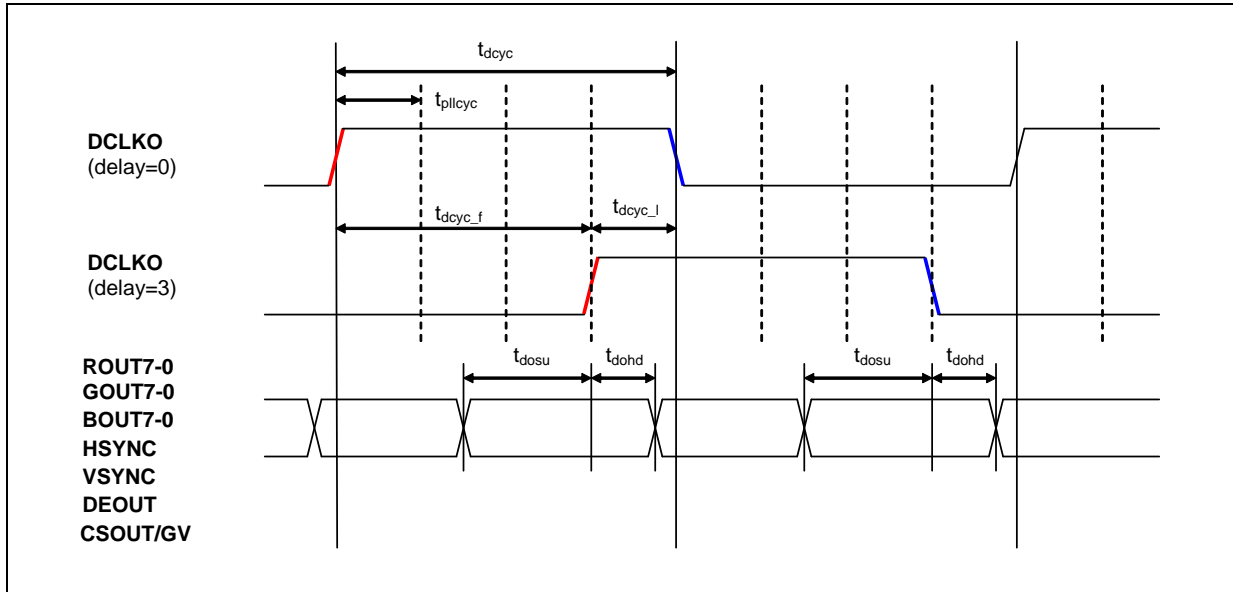 tdcyc
tpllcyc
DCLKO
(delay=0)
tdcyc_f
tdcyc_l
DCLKO
(delay=3)
tdosu
tdohd
tdosu
tdohd
ROUT7-0
GOUT7-0
BOUT7-0
HSYNC
VSYNC
DEOUT
CSOUT/GV